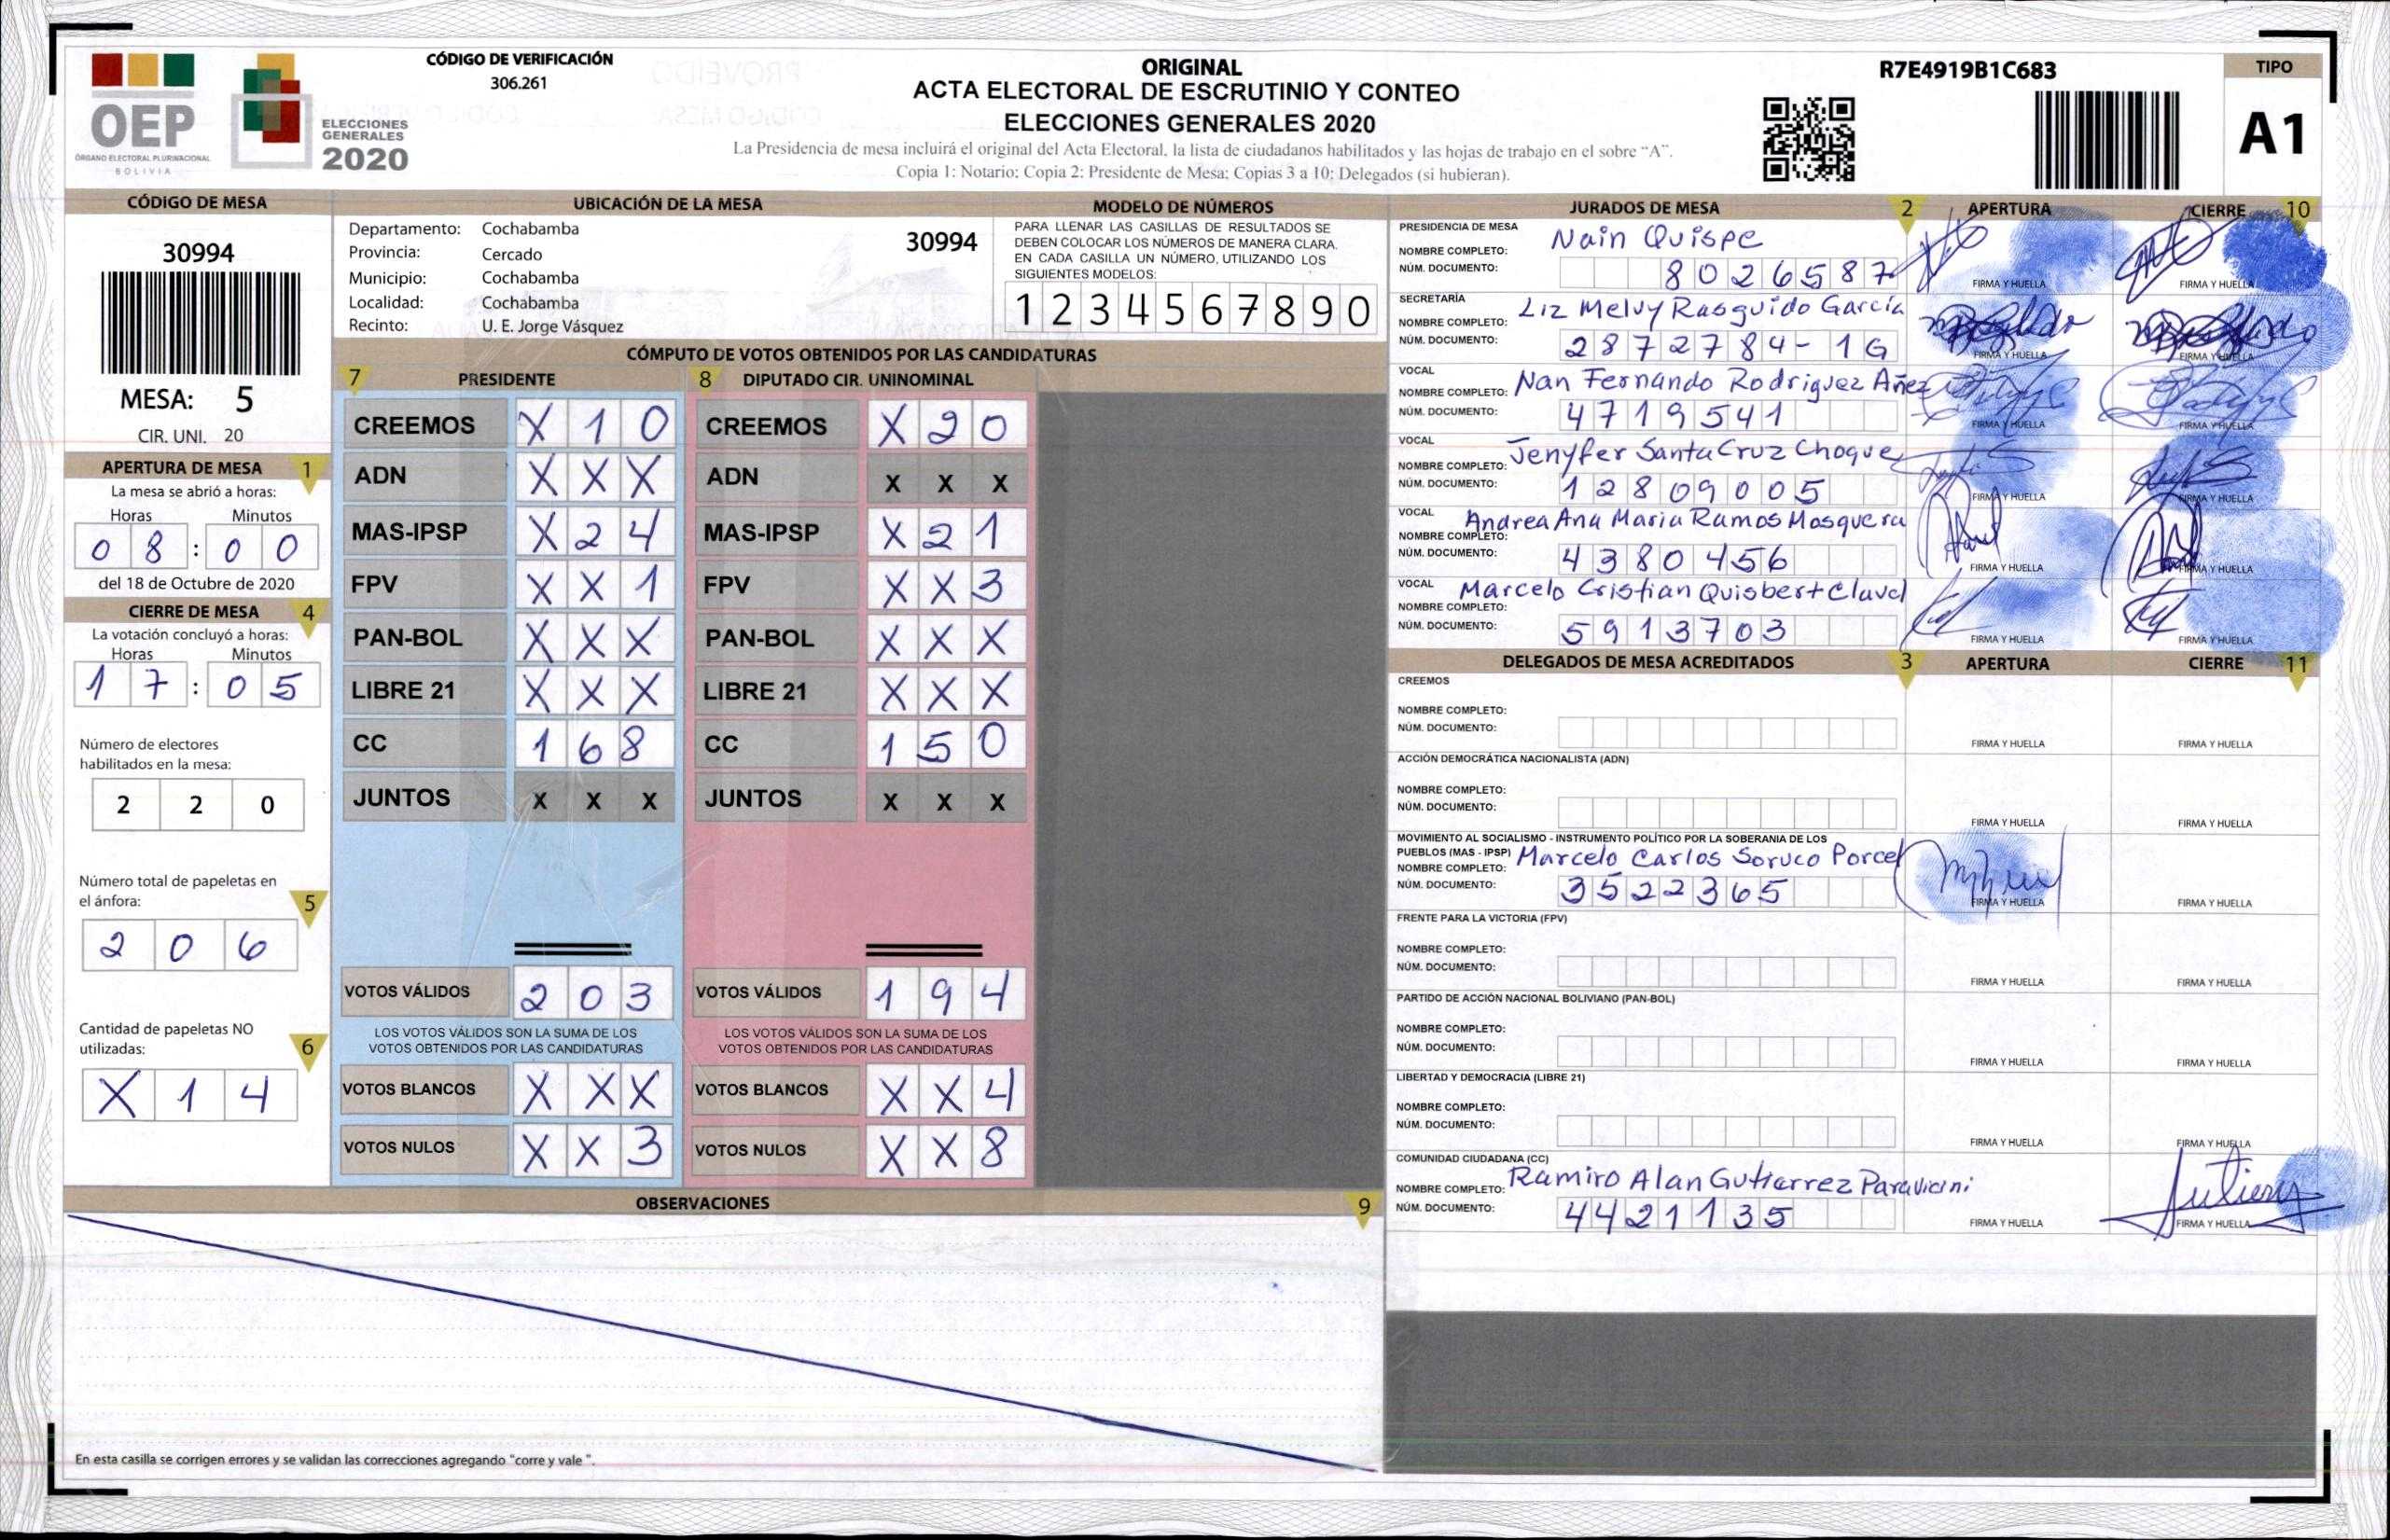 CÓDIGO DE VERIFICACIÓN
306.261
OEP
ÓRGANO ELECTORAL PLURINACIONAL
BOLIVIA
ELECCIONES
GENERALES
2020
ORIGINAL
ACTA ELECTORAL DE ESCRUTINIO Y CONTEO
ELECCIONES GENERALES 2020
La Presidencia de mesa incluirá el original del Acta Electoral, la lista de ciudadanos habilitados y las hojas de trabajo en el sobre “A”.
Copia 1: Notario; Copia 2: Presidente de Mesa; Copias 3 a 10: Delegados (si hubieran).
R7E4919B1C683
TIPO
A1
CÓDIGO DE MESA
30994
MESA: 5
CIR. UNI. 20
APERTURA DE MESA 1
La mesa se abrió a horas:
Horas Minutos
0 8 : 0 0
del 18 de Octubre de 2020
CIERRE DE MESA 4
La votación concluyó a horas:
Horas Minutos
1 7 : 0 5
Número de electores
habilitados en la mesa:
2 2 0
Número total de papeletas en
el ánfora: 5
2 0 6
Cantidad de papeletas NO
utilizadas: 6
X 1 4
UBICACIÓN DE LA MESA
Departamento: Cochabamba
Provincia: Cercado
Municipio: Cochabamba
Localidad: Cochabamba
Recinto: U. E. Jorge Vásquez
30994
MODELO DE NÚMEROS
PARA LLENAR LAS CASILLAS DE RESULTADOS SE
DEBEN COLOCAR LOS NÚMEROS DE MANERA CLARA.
EN CADA CASILLA UN NÚMERO, UTILIZANDO LOS
SIGUIENTES MODELOS:
1 2 3 4 5 6 7 8 9 0
CÓMPUTO DE VOTOS OBTENIDOS POR LAS CANDIDATURAS
7 PRESIDENTE
CREEMOS X 1 0
ADN X X X
MAS-IPSP X 2 4
FPV X X 1
PAN-BOL X X X
LIBRE 21 X X X
CC 1 6 8
JUNTOS X X X
VOTOS VÁLIDOS 2 0 3
LOS VOTOS VÁLIDOS SON LA SUMA DE LOS
VOTOS OBTENIDOS POR LAS CANDIDATURAS
VOTOS BLANCOS X X X
VOTOS NULOS X X 3
8 DIPUTADO CIR. UNINOMINAL
CREEMOS X 2 0
ADN X X X
MAS-IPSP X 2 1
FPV X X 3
PAN-BOL X X X
LIBRE 21 X X X
CC 1 5 0
JUNTOS X X X
VOTOS VÁLIDOS 1 9 4
LOS VOTOS VÁLIDOS SON LA SUMA DE LOS
VOTOS OBTENIDOS POR LAS CANDIDATURAS
VOTOS BLANCOS X X 4
VOTOS NULOS X X 8
OBSERVACIONES 9
En esta casilla se corrigen errores y se validan las correcciones agregando "corre y vale ".
JURADOS DE MESA 2 APERTURA CIERRE 10
PRESIDENCIA DE MESA
NOMBRE COMPLETO: Nain Quispe
NÚM. DOCUMENTO: 8026587
FIRMA Y HUELLA FIRMA Y HUELLA
SECRETARÍA
NOMBRE COMPLETO: Liz Melvy Rasguido García
NÚM. DOCUMENTO: 2872784-1G
FIRMA Y HUELLA FIRMA Y HUELLA
VOCAL
NOMBRE COMPLETO: Nan Fernando Rodriguez Añez
NÚM. DOCUMENTO: 4719541
FIRMA Y HUELLA FIRMA Y HUELLA
VOCAL
NOMBRE COMPLETO: Jenyfer Santa Cruz Choque
NÚM. DOCUMENTO: 12809005
FIRMA Y HUELLA FIRMA Y HUELLA
VOCAL
NOMBRE COMPLETO: Andrea Ana Maria Ramos Mosquera
NÚM. DOCUMENTO: 4380456
FIRMA Y HUELLA FIRMA Y HUELLA
VOCAL
NOMBRE COMPLETO: Marcelo Cristian Quisbert Clavel
NÚM. DOCUMENTO: 5913703
FIRMA Y HUELLA FIRMA Y HUELLA
DELEGADOS DE MESA ACREDITADOS 3 APERTURA CIERRE 11
CREEMOS
NOMBRE COMPLETO:
NÚM. DOCUMENTO:
FIRMA Y HUELLA FIRMA Y HUELLA
ACCIÓN DEMOCRÁTICA NACIONALISTA (ADN)
NOMBRE COMPLETO:
NÚM. DOCUMENTO:
FIRMA Y HUELLA FIRMA Y HUELLA
MOVIMIENTO AL SOCIALISMO - INSTRUMENTO POLÍTICO POR LA SOBERANIA DE LOS
PUEBLOS (MAS - IPSP)
NOMBRE COMPLETO: Marcelo Carlos Soruco Porcel
NÚM. DOCUMENTO: 3522365
FIRMA Y HUELLA FIRMA Y HUELLA
FRENTE PARA LA VICTORIA (FPV)
NOMBRE COMPLETO:
NÚM. DOCUMENTO:
FIRMA Y HUELLA FIRMA Y HUELLA
PARTIDO DE ACCIÓN NACIONAL BOLIVIANO (PAN-BOL)
NOMBRE COMPLETO:
NÚM. DOCUMENTO:
FIRMA Y HUELLA FIRMA Y HUELLA
LIBERTAD Y DEMOCRACIA (LIBRE 21)
NOMBRE COMPLETO:
NÚM. DOCUMENTO:
FIRMA Y HUELLA FIRMA Y HUELLA
COMUNIDAD CIUDADANA (CC)
NOMBRE COMPLETO: Ramiro Alan Gutierrez Paravicini
NÚM. DOCUMENTO: 4421135
FIRMA Y HUELLA FIRMA Y HUELLA